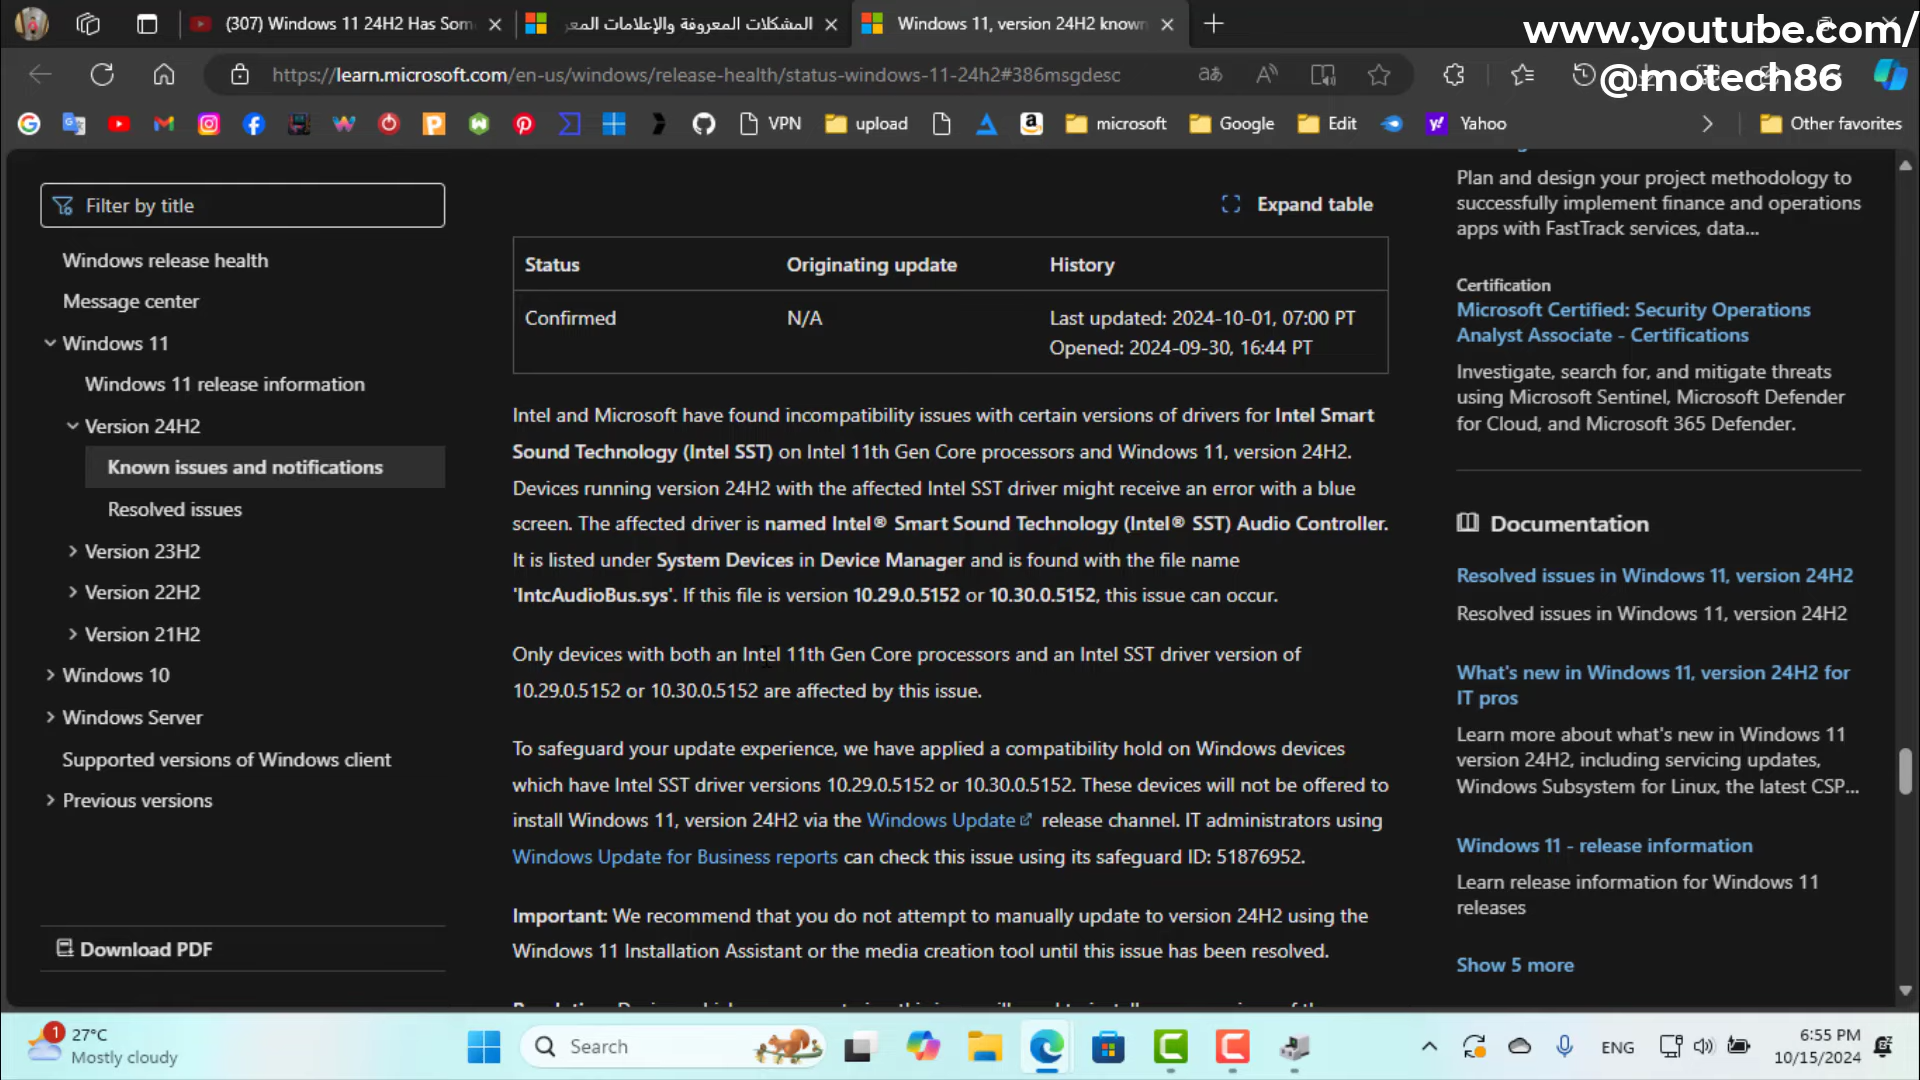 (307) Windows 11 24H2 Has Som
المشكلات المعروفة والإعلامات المع
Windows 11, version 24H2 known
www.youtube.com/
@motech86
https://learn.microsoft.com/en-us/windows/release-health/status-windows-11-24h2#386msgdesc
VPN
upload
microsoft
Google
Edit
Yahoo
Other favorites
Filter by title
Windows release health
Message center
Windows 11
Windows 11 release information
Version 24H2
Known issues and notifications
Resolved issues
Version 23H2
Version 22H2
Version 21H2
Windows 10
Windows Server
Supported versions of Windows client
Previous versions
Download PDF
Expand table
Status Originating update History
Confirmed N/A Last updated: 2024-10-01, 07:00 PT
Opened: 2024-09-30, 16:44 PT
Intel and Microsoft have found incompatibility issues with certain versions of drivers for Intel Smart
Sound Technology (Intel SST) on Intel 11th Gen Core processors and Windows 11, version 24H2.
Devices running version 24H2 with the affected Intel SST driver might receive an error with a blue
screen. The affected driver is named Intel® Smart Sound Technology (Intel® SST) Audio Controller.
It is listed under System Devices in Device Manager and is found with the file name
'IntcAudioBus.sys'. If this file is version 10.29.0.5152 or 10.30.0.5152, this issue can occur.
Only devices with both an Intel 11th Gen Core processors and an Intel SST driver version of
10.29.0.5152 or 10.30.0.5152 are affected by this issue.
To safeguard your update experience, we have applied a compatibility hold on Windows devices
which have Intel SST driver versions 10.29.0.5152 or 10.30.0.5152. These devices will not be offered to
install Windows 11, version 24H2 via the Windows Update release channel. IT administrators using
Windows Update for Business reports can check this issue using its safeguard ID: 51876952.
Important: We recommend that you do not attempt to manually update to version 24H2 using the
Windows 11 Installation Assistant or the media creation tool until this issue has been resolved.
Plan and design your project methodology to
successfully implement finance and operations
apps with FastTrack services, data...
Certification
Microsoft Certified: Security Operations
Analyst Associate - Certifications
Investigate, search for, and mitigate threats
using Microsoft Sentinel, Microsoft Defender
for Cloud, and Microsoft 365 Defender.
Documentation
Resolved issues in Windows 11, version 24H2
Resolved issues in Windows 11, version 24H2
What's new in Windows 11, version 24H2 for
IT pros
Learn more about what's new in Windows 11
version 24H2, including servicing updates,
Windows Subsystem for Linux, the latest CSP...
Windows 11 - release information
Learn release information for Windows 11
releases
Show 5 more
1
27°C
Mostly cloudy
Search
ENG
6:55 PM
10/15/2024